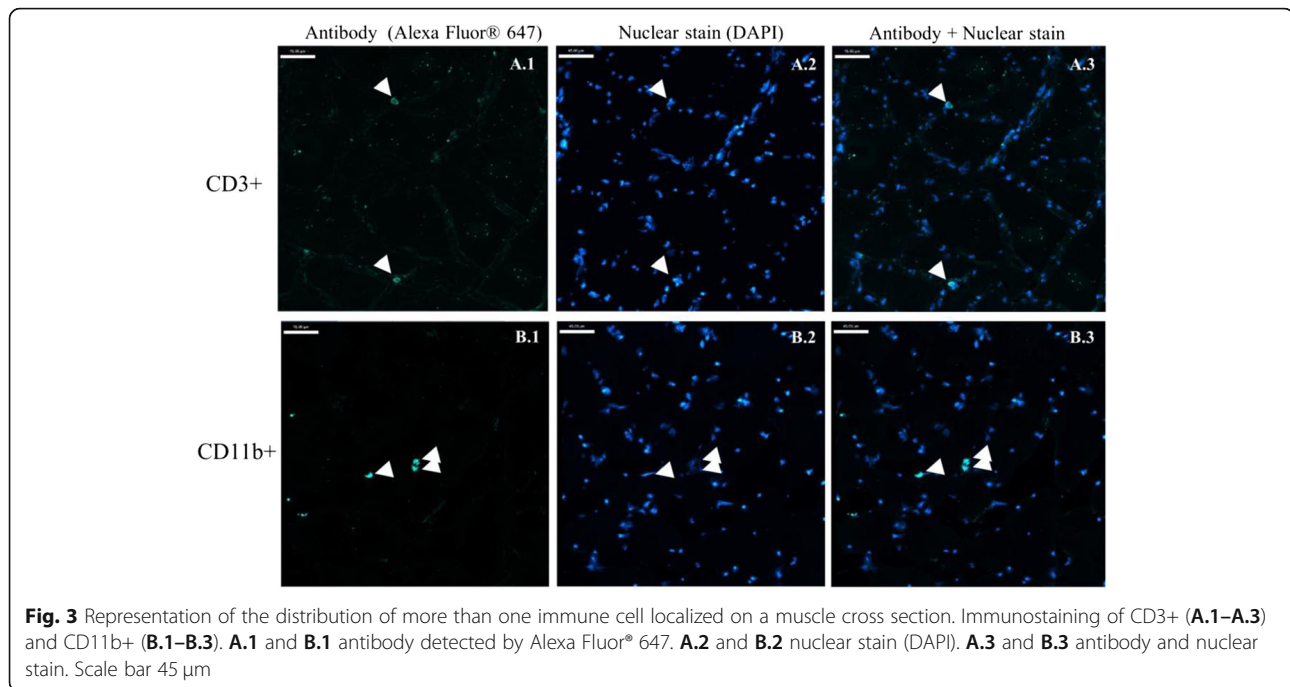 Antibody (Alexa Fluor® 647) Nuclear stain (DAPI) Antibody + Nuclear stain
A.1 A.2 A.3
CD3+
B.1 B.2 B.3
CD11b+
Fig. 3 Representation of the distribution of more than one immune cell localized on a muscle cross section. Immunostaining of CD3+ (A.1–A.3)
and CD11b+ (B.1–B.3). A.1 and B.1 antibody detected by Alexa Fluor® 647. A.2 and B.2 nuclear stain (DAPI). A.3 and B.3 antibody and nuclear
stain. Scale bar 45 μm